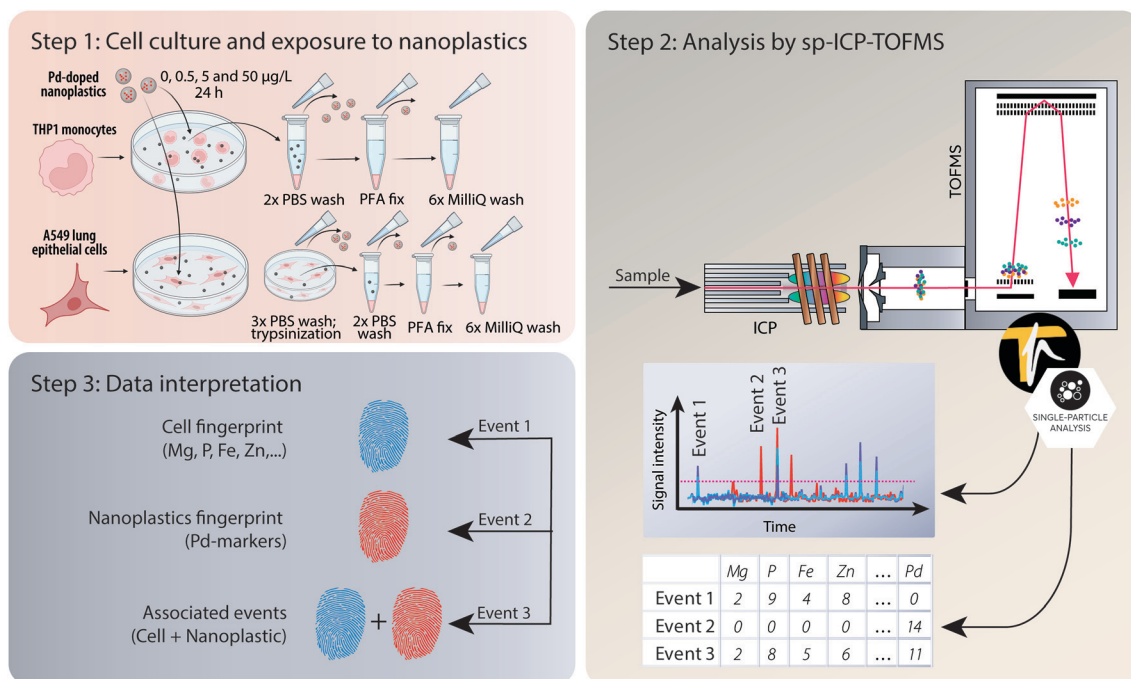 Step 1: Cell culture and exposure to nanoplastics
Pd-doped
nanoplastics
0, 0.5, 5 and 50 µg/L
24 h
THP1 monocytes
2x PBS wash
PFA fix
6x MilliQ wash
A549 lung
epithelial cells
3x PBS wash;
trypsinization
2x PBS
wash
PFA fix
6x MilliQ wash
Step 2: Analysis by sp-ICP-TOFMS
TOFMS
Sample
ICP
SINGLE-PARTICLE
ANALYSIS
Signal intensity
Event 1
Event 2
Event 3
Time
Mg P Fe Zn ... Pd
Event 1 2 9 4 8 ... 0
Event 2 0 0 0 0 ... 14
Event 3 2 8 5 6 ... 11
Step 3: Data interpretation
Cell fingerprint
(Mg, P, Fe, Zn,...)
Event 1
Nanoplastics fingerprint
(Pd-markers)
Event 2
Associated events
(Cell + Nanoplastic)
+
Event 3